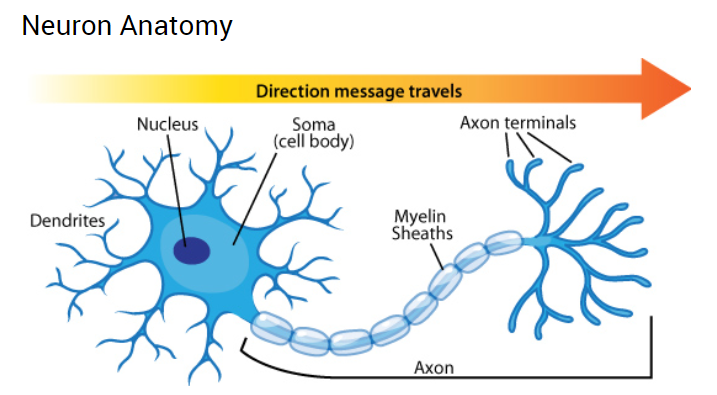 Neuron Anatomy
Direction message travels
Nucleus
Soma
(cell body)
Axon terminals
Dendrites
Myelin
Sheaths
Axon